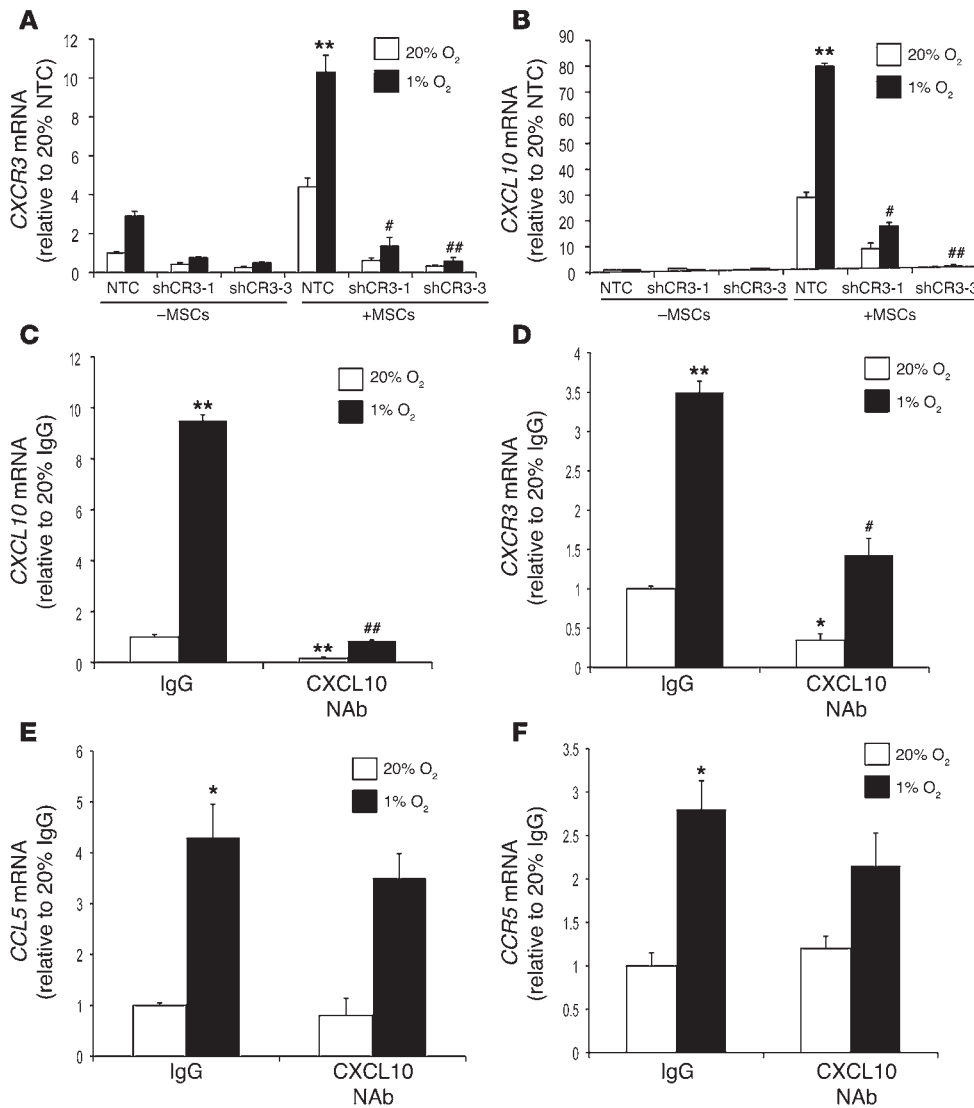 A
CXCR3 mRNA
(relative to 20% NTC)
12
10
8
6
4
2
0
20% O₂
1% O₂
**
#
##
NTC shCR3-1 shCR3-3 NTC shCR3-1 shCR3-3
–MSCs +MSCs
B
CXCL10 mRNA
(relative to 20% NTC)
90
80
70
60
50
40
30
20
10
0
20% O₂
1% O₂
**
#
##
NTC shCR3-1 shCR3-3 NTC shCR3-1 shCR3-3
–MSCs +MSCs
C
CXCL10 mRNA
(relative to 20% IgG)
12
10
8
6
4
2
0
20% O₂
1% O₂
**
**
##
IgG CXCL10
NAb
D
CXCR3 mRNA
(relative to 20% IgG)
4
3.5
3
2.5
2
1.5
1
0.5
0
20% O₂
1% O₂
**
*
#
IgG CXCL10
NAb
E
CCL5 mRNA
(relative to 20% IgG)
6
5
4
3
2
1
0
20% O₂
1% O₂
*
IgG CXCL10
NAb
F
CCR5 mRNA
(relative to 20% IgG)
3.5
3
2.5
2
1.5
1
0.5
0
20% O₂
1% O₂
*
IgG CXCL10
NAb